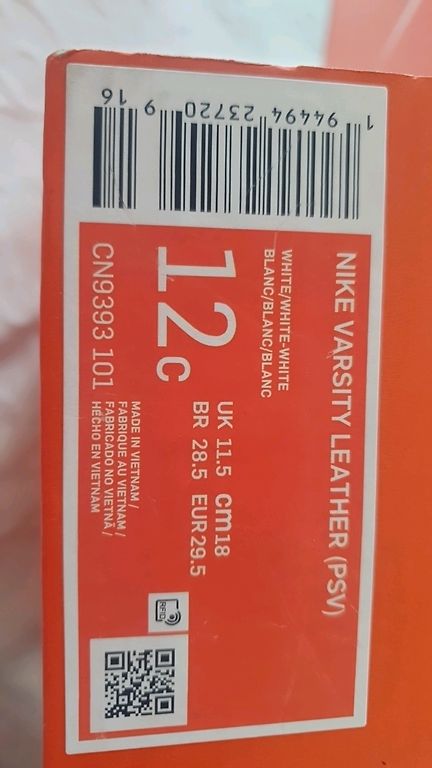 NIKE VARSITY LEATHER (PSV)
WHITE/WHITE-WHITE
BLANC/BLANC/BLANC
12C
UK 11.5 cm18
BR 28.5 EUR29.5
CN9393 101
MADE IN VIETNAM /
FABRIQUE AU VIETNAM /
FABRICADO NO VIETNÃ /
HECHO EN VIETNAM
RFID
1 94494 23720 9 16